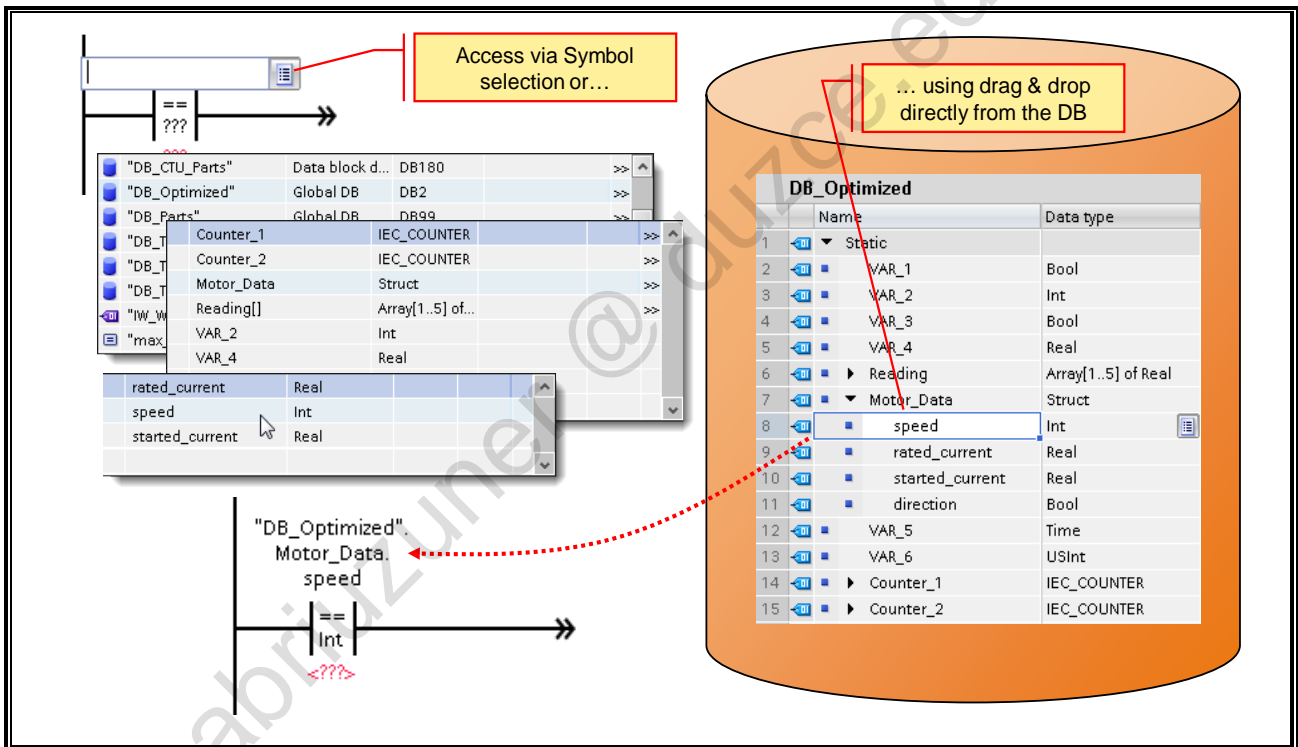 Access via Symbol
selection or…
==
???
???
"DB_CTU_Parts" Data block d... DB180 >>
"DB_Optimized" Global DB DB2 >>
"DB_Parts" Global DB DB99 >>
"DB_T
"DB_T
"DB_T
"IW_W
"max_
Counter_1 IEC_COUNTER >>
Counter_2 IEC_COUNTER >>
Motor_Data Struct >>
Reading[] Array[1..5] of... >>
VAR_2 Int
VAR_4 Real
rated_current Real
speed Int
started_current Real
"DB_Optimized".
Motor_Data.
speed
==
Int
<???>
… using drag & drop
directly from the DB
DB_Optimized
Name Data type
1 Static
2 VAR_1 Bool
3 VAR_2 Int
4 VAR_3 Bool
5 VAR_4 Real
6 Reading Array[1..5] of Real
7 Motor_Data Struct
8 speed Int
9 rated_current Real
10 started_current Real
11 direction Bool
12 VAR_5 Time
13 VAR_6 USInt
14 Counter_1 IEC_COUNTER
15 Counter_2 IEC_COUNTER
abriuzuner @ duzce.ed